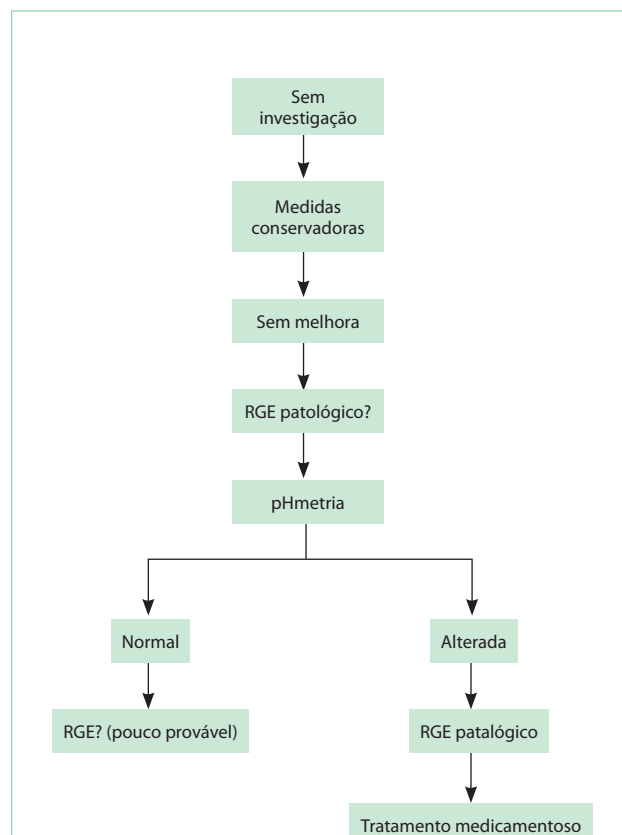 Sem
investigação
Medidas
conservadoras
Sem melhora
RGE patológico?
pHmetria
Normal
Alterada
RGE? (pouco provável)
RGE patalógico
Tratamento medicamentoso